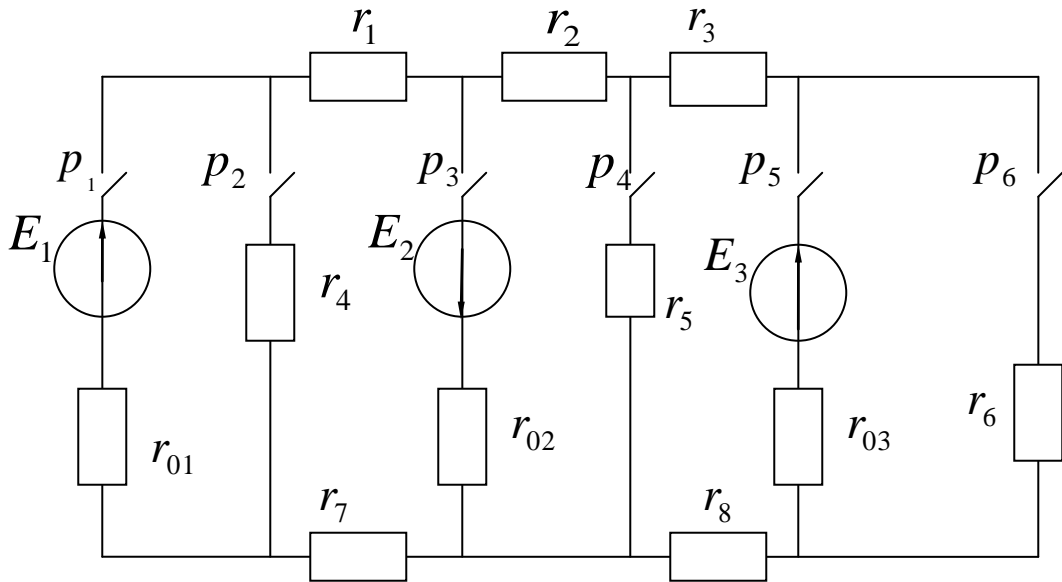 r₁ r₂ r₃
p₁ p₂ p₃ p₄ p₅ p₆
E₁ E₂ E₃
r₄ r₅
r₀₁ r₀₂ r₀₃ r₆
r₇ r₈